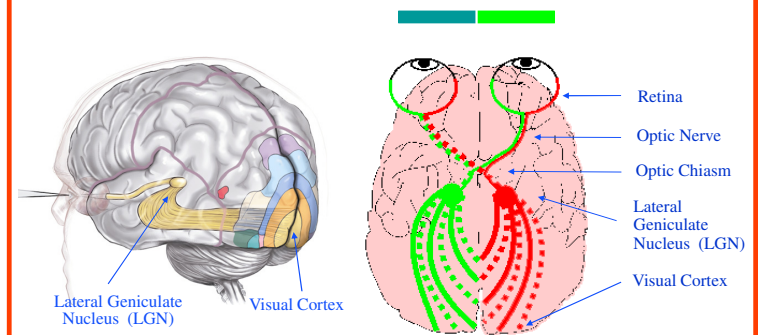 Lateral Geniculate
Nucleus (LGN)
Visual Cortex
Retina
Optic Nerve
Optic Chiasm
Lateral
Geniculate
Nucleus (LGN)
Visual Cortex